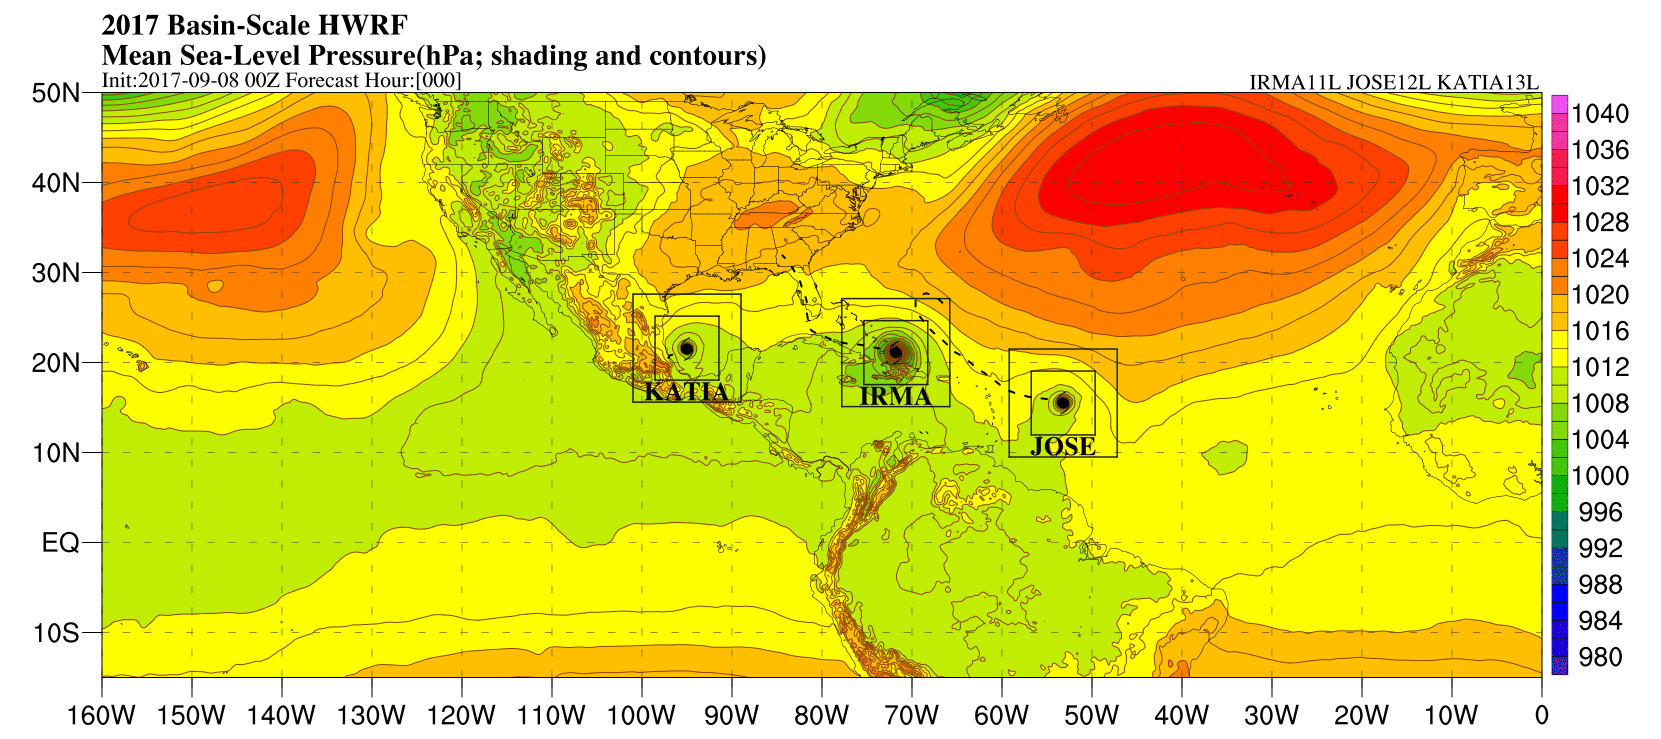 2017 Basin-Scale HWRF
Mean Sea-Level Pressure(hPa; shading and contours)
Init:2017-09-08 00Z Forecast Hour:[000]
IRMA11L JOSE12L KATIA13L
50N
40N
30N
20N
10N
EQ
10S
KATIA
IRMA
JOSE
1040
1036
1032
1028
1024
1020
1016
1012
1008
1004
1000
996
992
988
984
980
160W 150W 140W 130W 120W 110W 100W 90W 80W 70W 60W 50W 40W 30W 20W 10W 0